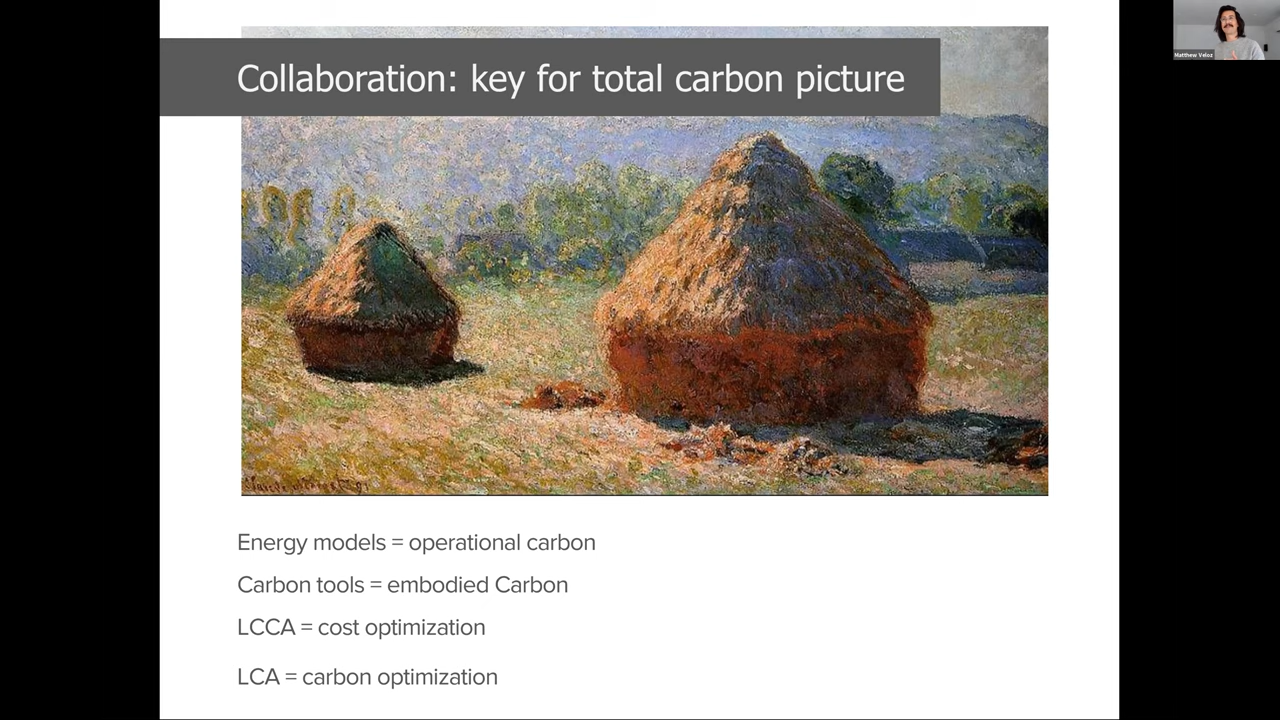 Collaboration: key for total carbon picture
Matthew Veloz
Energy models = operational carbon
Carbon tools = embodied Carbon
LCCA = cost optimization
LCA = carbon optimization